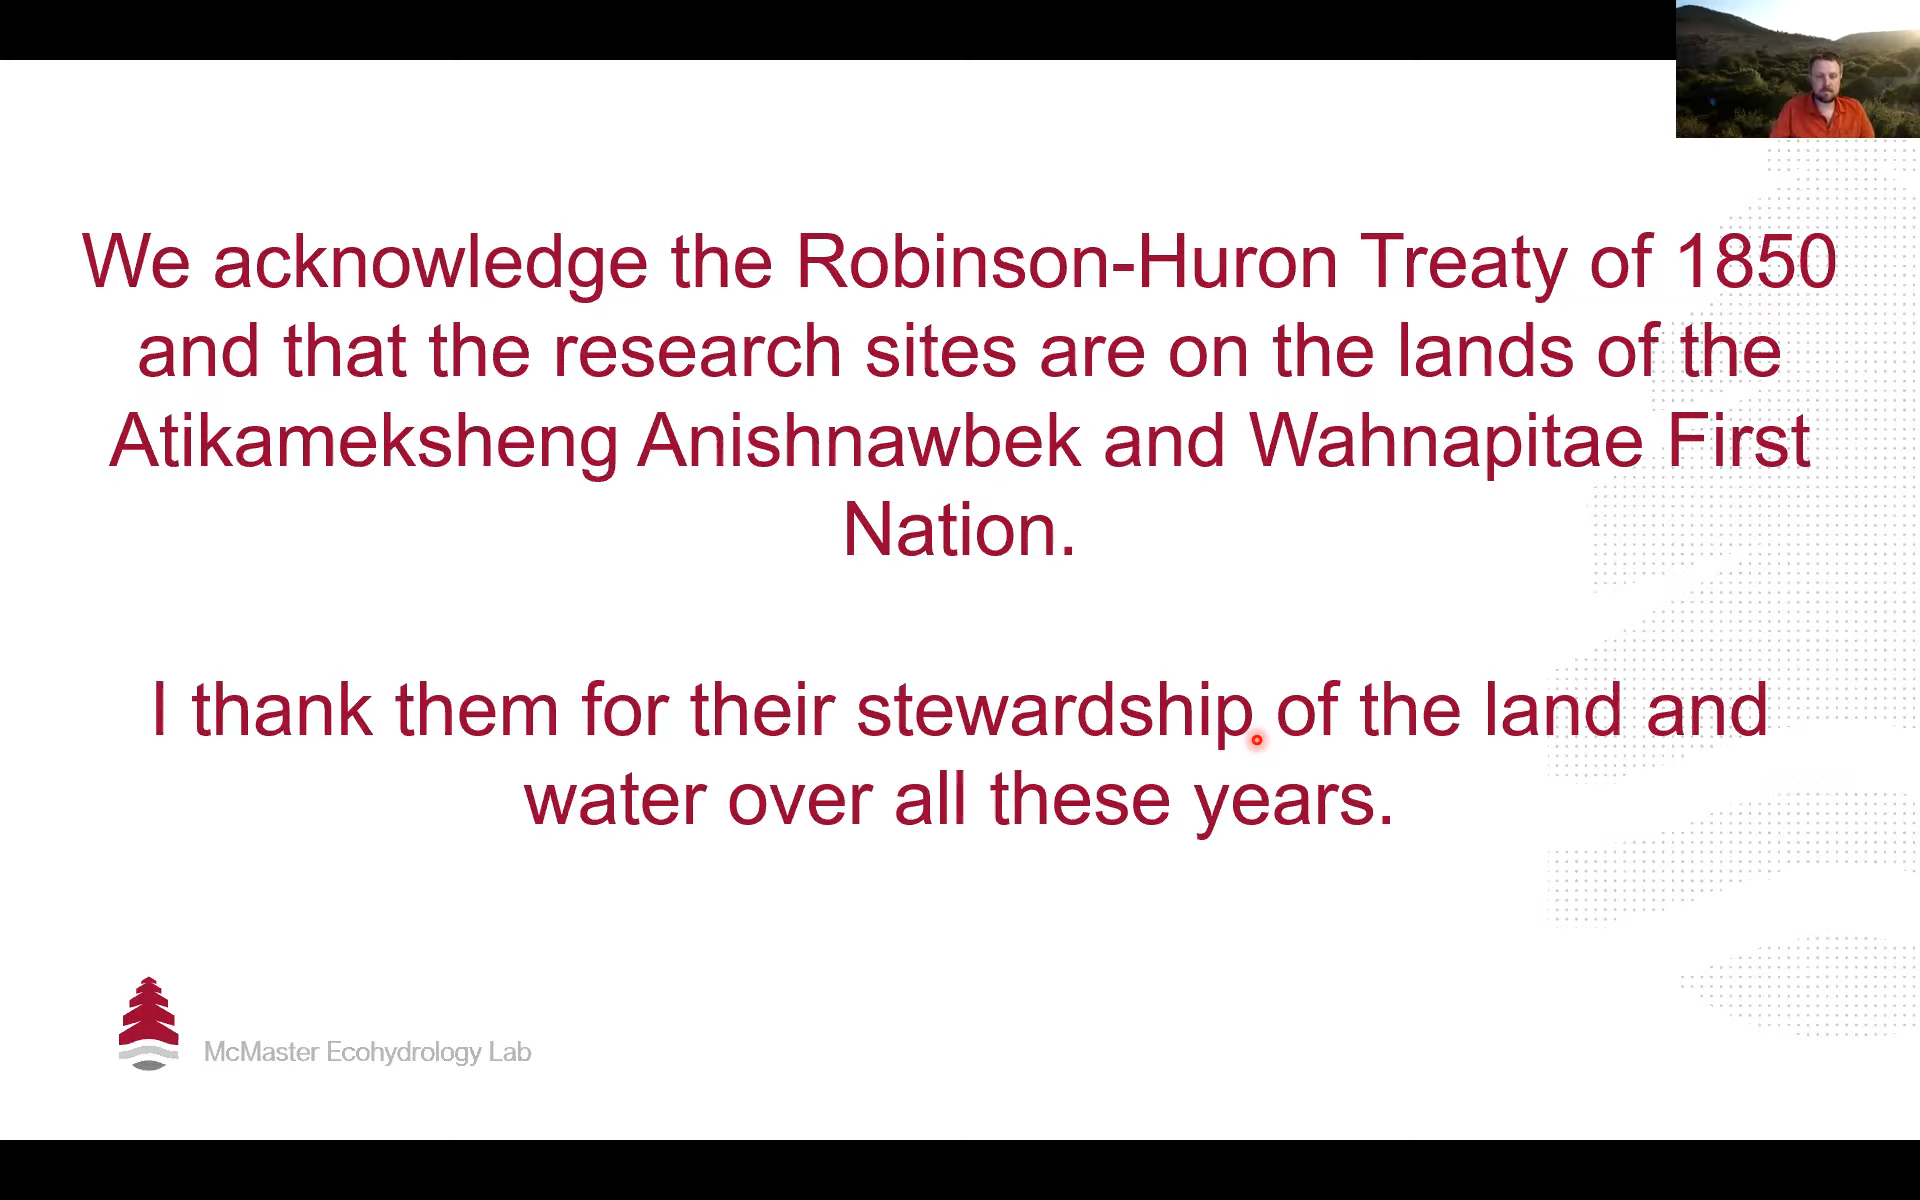 We acknowledge the Robinson-Huron Treaty of 1850
and that the research sites are on the lands of the
Atikameksheng Anishnawbek and Wahnapitae First
Nation.
I thank them for their stewardship of the land and
water over all these years.
McMaster Ecohydrology Lab